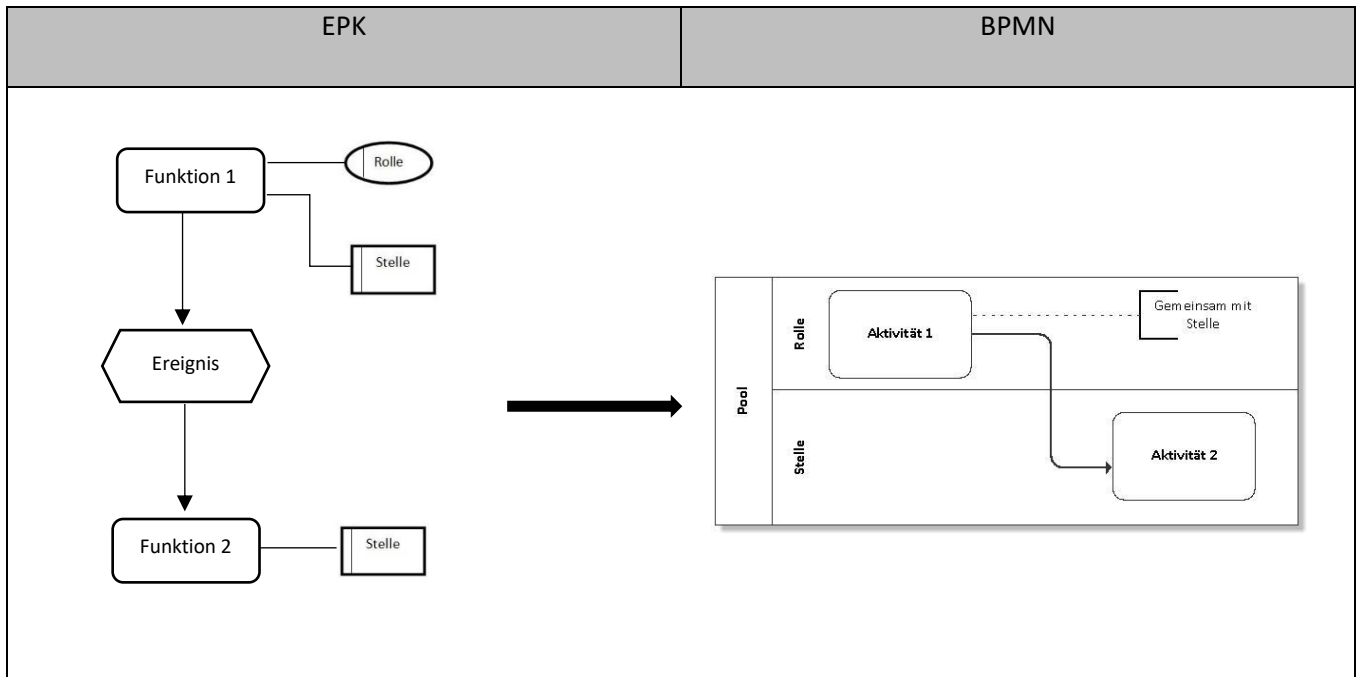 EPK
BPMN
Funktion 1
Rolle
Stelle
Ereignis
Funktion 2
Stelle
Pool
Rolle
Aktivität 1
Gemeinsam mit
Stelle
Stelle
Aktivität 2